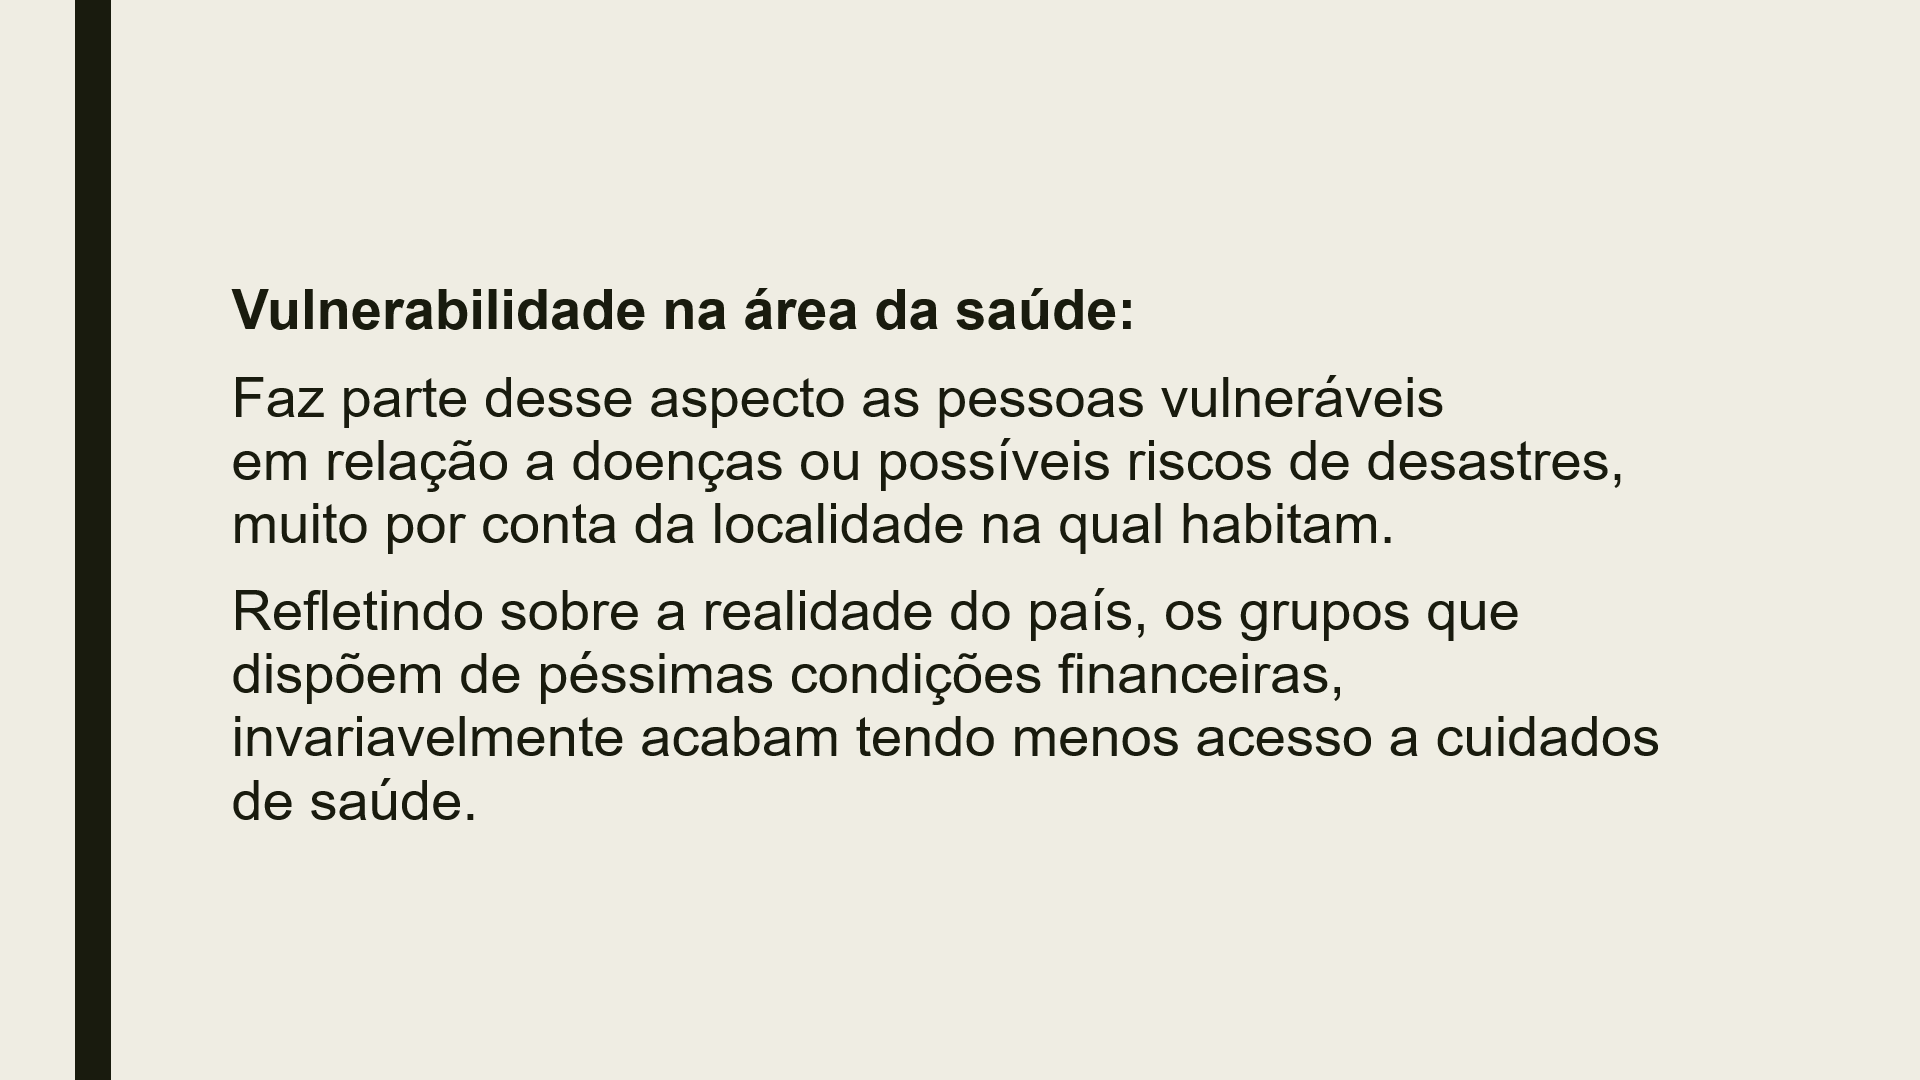 Vulnerabilidade na área da saúde:
Faz parte desse aspecto as pessoas vulneráveis
em relação a doenças ou possíveis riscos de desastres,
muito por conta da localidade na qual habitam.
Refletindo sobre a realidade do país, os grupos que
dispõem de péssimas condições financeiras,
invariavelmente acabam tendo menos acesso a cuidados
de saúde.